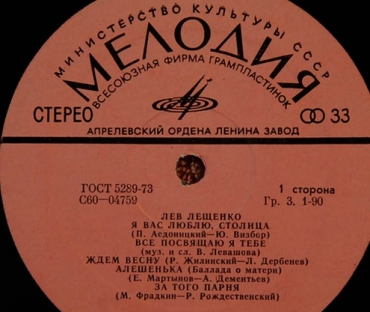 МИНИСТЕРСТВО КУЛЬТУРЫ СССР
МЕЛОДИЯ
ВСЕСОЮЗНАЯ ФИРМА ГРАМПЛАСТИНОК
СТЕРЕО 33
АПРЕЛЕВСКИЙ ОРДЕНА ЛЕНИНА ЗАВОД
ГОСТ 5289-73 1 сторона
С60—04759 Гр. 3. 1-90
ЛЕВ ЛЕЩЕНКО
Я ВАС ЛЮБЛЮ, СТОЛИЦА
(П. Аедоницкий—Ю. Визбор)
ВСЕ ПОСВЯЩАЮ Я ТЕБЕ
(муз. и сл. В. Левашова)
ЖДЕМ ВЕСНУ (Р. Жилинский—Л. Дербенев)
АЛЕШЕНЬКА (Баллада о матери)
(Е. Мартынов—А. Дементьев)
ЗА ТОГО ПАРНЯ
(М. Фрадкин—Р. Рождественский)